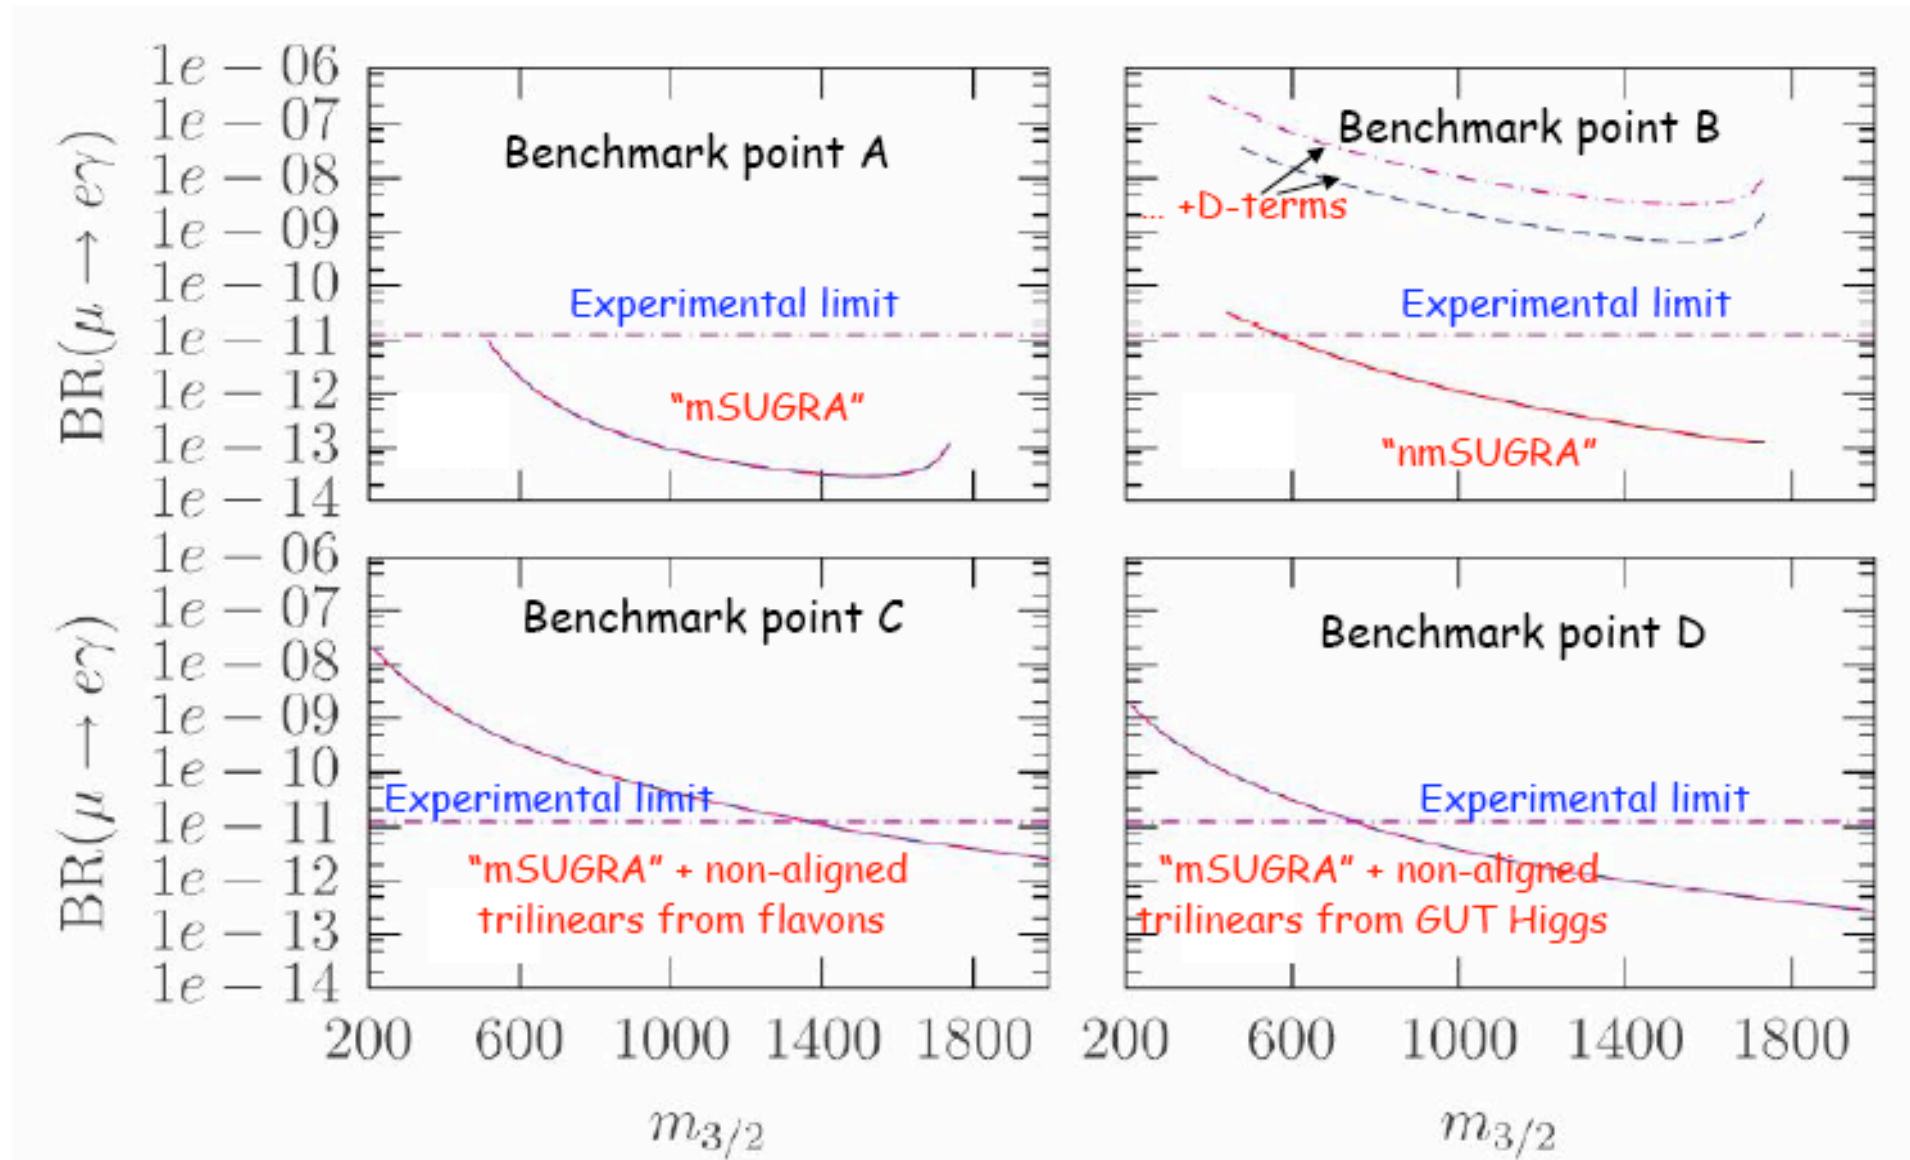 1e − 06
1e − 07
1e − 08
1e − 09
1e − 10
1e − 11
1e − 12
1e − 13
1e − 14
BR(μ → eγ)
Benchmark point A
Experimental limit
“mSUGRA”
Benchmark point B
... +D-terms
Experimental limit
“nmSUGRA”
1e − 06
1e − 07
1e − 08
1e − 09
1e − 10
1e − 11
1e − 12
1e − 13
1e − 14
BR(μ → eγ)
Benchmark point C
Experimental limit
“mSUGRA” + non-aligned
trilinears from flavons
Benchmark point D
Experimental limit
“mSUGRA” + non-aligned
trilinears from GUT Higgs
200 600 1000 1400 1800
200 600 1000 1400 1800
m3/2
m3/2